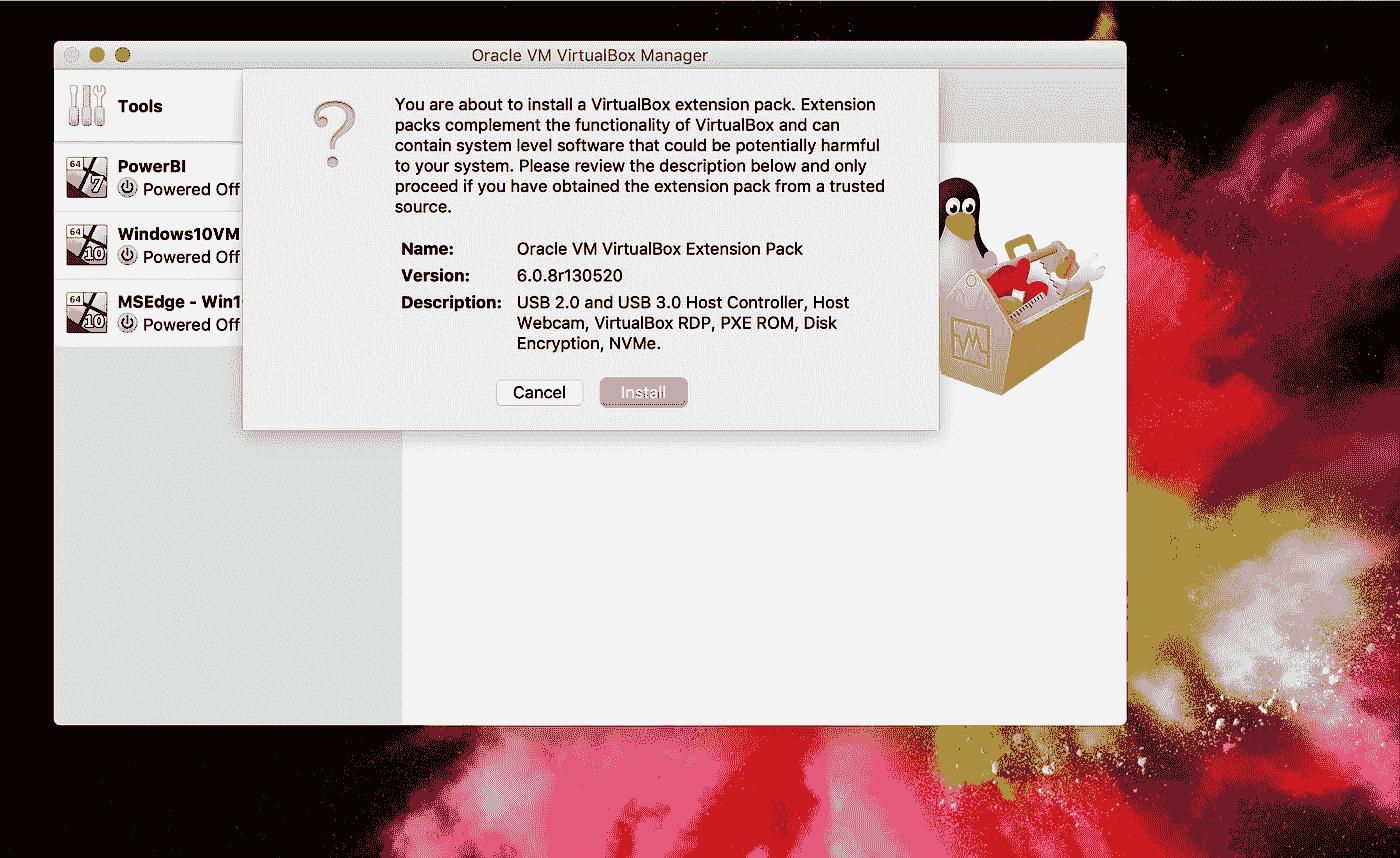 Oracle VM VirtualBox Manager
Tools
64
7
PowerBI
Powered Off
64
10
Windows10VM
Powered Off
64
10
MSEdge - Win1
Powered Off
?
You are about to install a VirtualBox extension pack. Extension
packs complement the functionality of VirtualBox and can
contain system level software that could be potentially harmful
to your system. Please review the description below and only
proceed if you have obtained the extension pack from a trusted
source.
Name: Oracle VM VirtualBox Extension Pack
Version: 6.0.8r130520
Description: USB 2.0 and USB 3.0 Host Controller, Host
Webcam, VirtualBox RDP, PXE ROM, Disk
Encryption, NVMe.
Cancel Install
VM